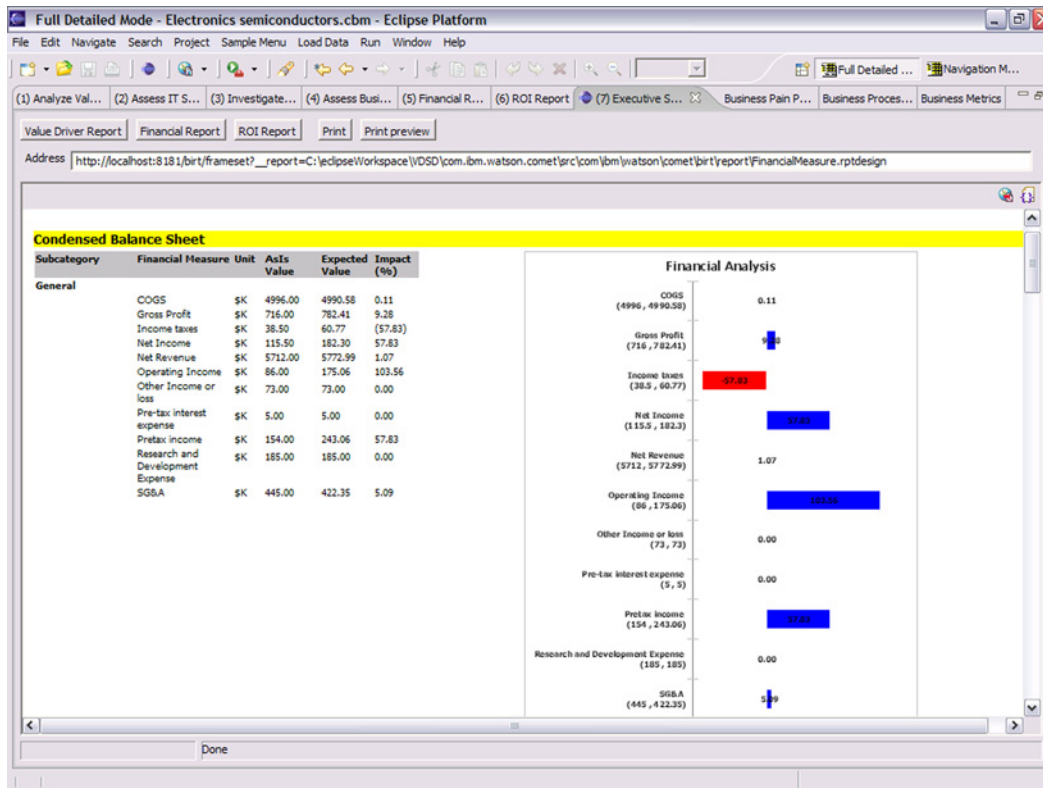 Full Detailed Mode - Electronics semiconductors.cbm - Eclipse Platform
File Edit Navigate Search Project Sample Menu Load Data Run Window Help
Full Detailed ... Navigation M...
(1) Analyze Val... (2) Assess IT S... (3) Investigate... (4) Assess Busi... (5) Financial R... (6) ROI Report (7) Executive S... Business Pain P... Business Proces... Business Metrics
Value Driver Report Financial Report ROI Report Print Print preview
Address http://localhost:8181/birt/frameset?__report=C:\eclipseWorkspace\VDSD\com.ibm.watson.comet\src\com\ibm\watson\comet\birt\report\FinancialMeasure.rptdesign
Condensed Balance Sheet
Subcategory Financial Measure Unit AsIs Value Expected Value Impact (%)
General
COGS $K 4996.00 4990.58 0.11
Gross Profit $K 716.00 782.41 9.28
Income taxes $K 38.50 60.77 (57.83)
Net Income $K 115.50 182.30 57.83
Net Revenue $K 5712.00 5772.99 1.07
Operating Income $K 86.00 175.06 103.56
Other Income or loss $K 73.00 73.00 0.00
Pre-tax interest expense $K 5.00 5.00 0.00
Pretax income $K 154.00 243.06 57.83
Research and Development Expense $K 185.00 185.00 0.00
SG&A $K 445.00 422.35 5.09
Financial Analysis
COGS
(4996, 4990.58) 0.11
Gross Profit
(716, 782.41) 9.28
Income taxes
(38.5, 60.77) -57.83
Net Income
(115.5, 182.3) 57.83
Net Revenue
(5712, 5772.99) 1.07
Operating Income
(86, 175.06) 103.56
Other Income or loss
(73, 73) 0.00
Pre-tax interest expense
(5, 5) 0.00
Pretax income
(154, 243.06) 57.83
Research and Development Expense
(185, 185) 0.00
SG&A
(445, 422.35) 5.09
Done